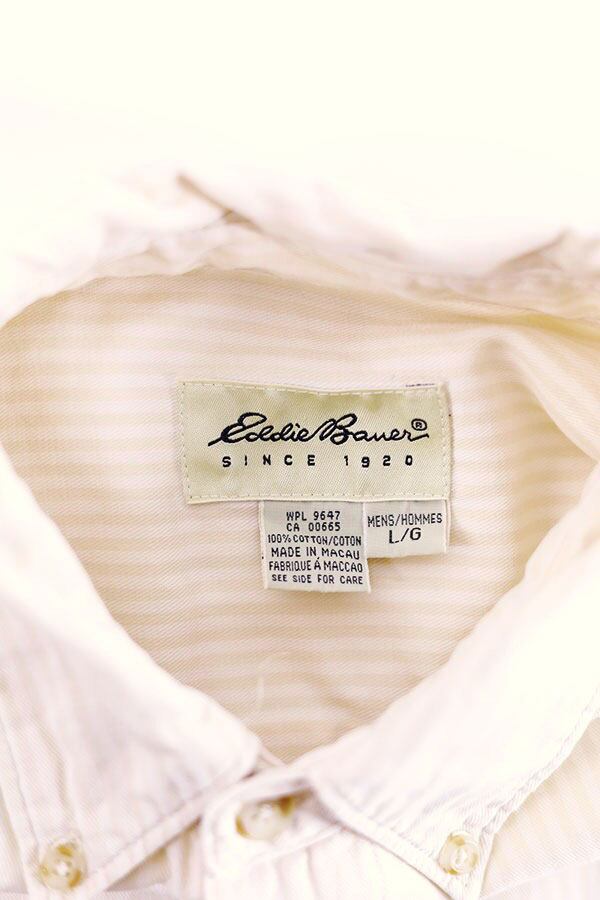 Eddie Bauer®
SINCE 1920
WPL 9647
CA 00665
100% COTTON/COTON
MADE IN MACAU
FABRIQUÉ À MACCAO
SEE SIDE FOR CARE
MENS/HOMMES
L/G